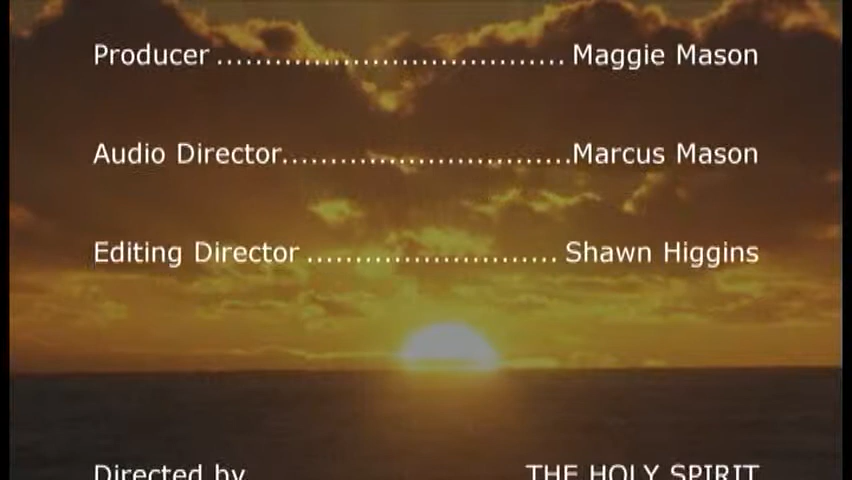 Producer ..................................... Maggie Mason
Audio Director..............................Marcus Mason
Editing Director .......................... Shawn Higgins
Directed by THE HOLY SPIRIT